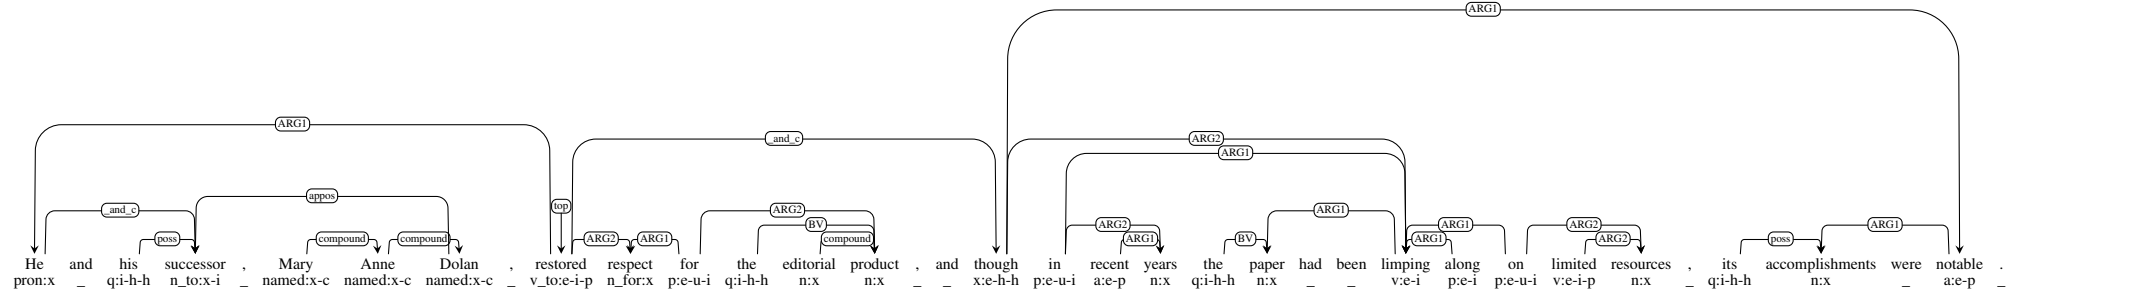 ARG1
ARG1
_and_c
ARG2
ARG1
appos
top
_and_c
ARG2
ARG1
BV
ARG2
ARG1
ARG2
ARG1
poss
compound
compound
ARG2
ARG1
compound
ARG1
BV
ARG1
ARG2
poss
He and his successor , Mary Anne Dolan , restored respect for the editorial product , and though in recent years the paper had been limping along on limited resources , its accomplishments were notable .
pron:x _ q:i-h-h n_to:x-i _ named:x-c named:x-c named:x-c _ v_to:e-i-p n_for:x p:e-u-i q:i-h-h n:x n:x _ _ x:e-h-h p:e-u-i a:e-p n:x q:i-h-h n:x _ _ v:e-i p:e-i p:e-u-i v:e-i-p n:x _ q:i-h-h n:x _ a:e-p _